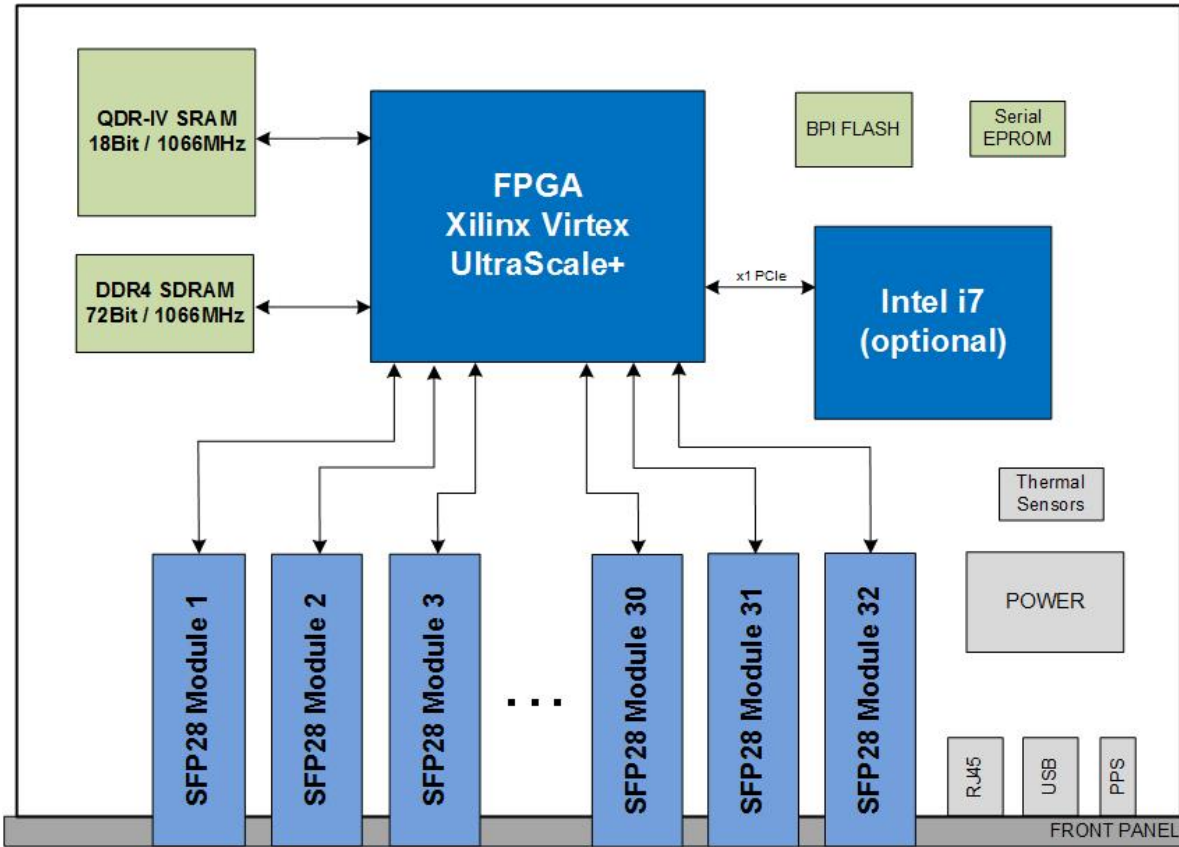 QDR-IV SRAM
18Bit / 1066MHz
FPGA
Xilinx Virtex
UltraScale+
BPI FLASH
Serial
EPROM
DDR4 SDRAM
72Bit / 1066MHz
x1 PCIe
Intel i7
(optional)
Thermal
Sensors
POWER
SFP28 Module 1
SFP28 Module 2
SFP28 Module 3
...
SFP28 Module 30
SFP28 Module 31
SFP28 Module 32
RJ45
USB
PPS
FRONT PANEL